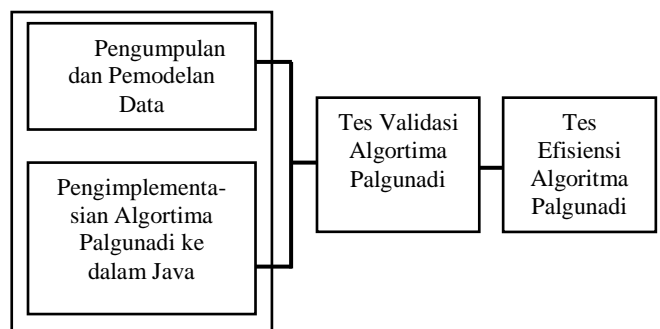 Pengumpulan
dan Pemodelan
Data
Pengimplementa-
sian Algortima
Palgunadi ke
dalam Java
Tes Validasi
Algortima
Palgunadi
Tes
Efisiensi
Algoritma
Palgunadi